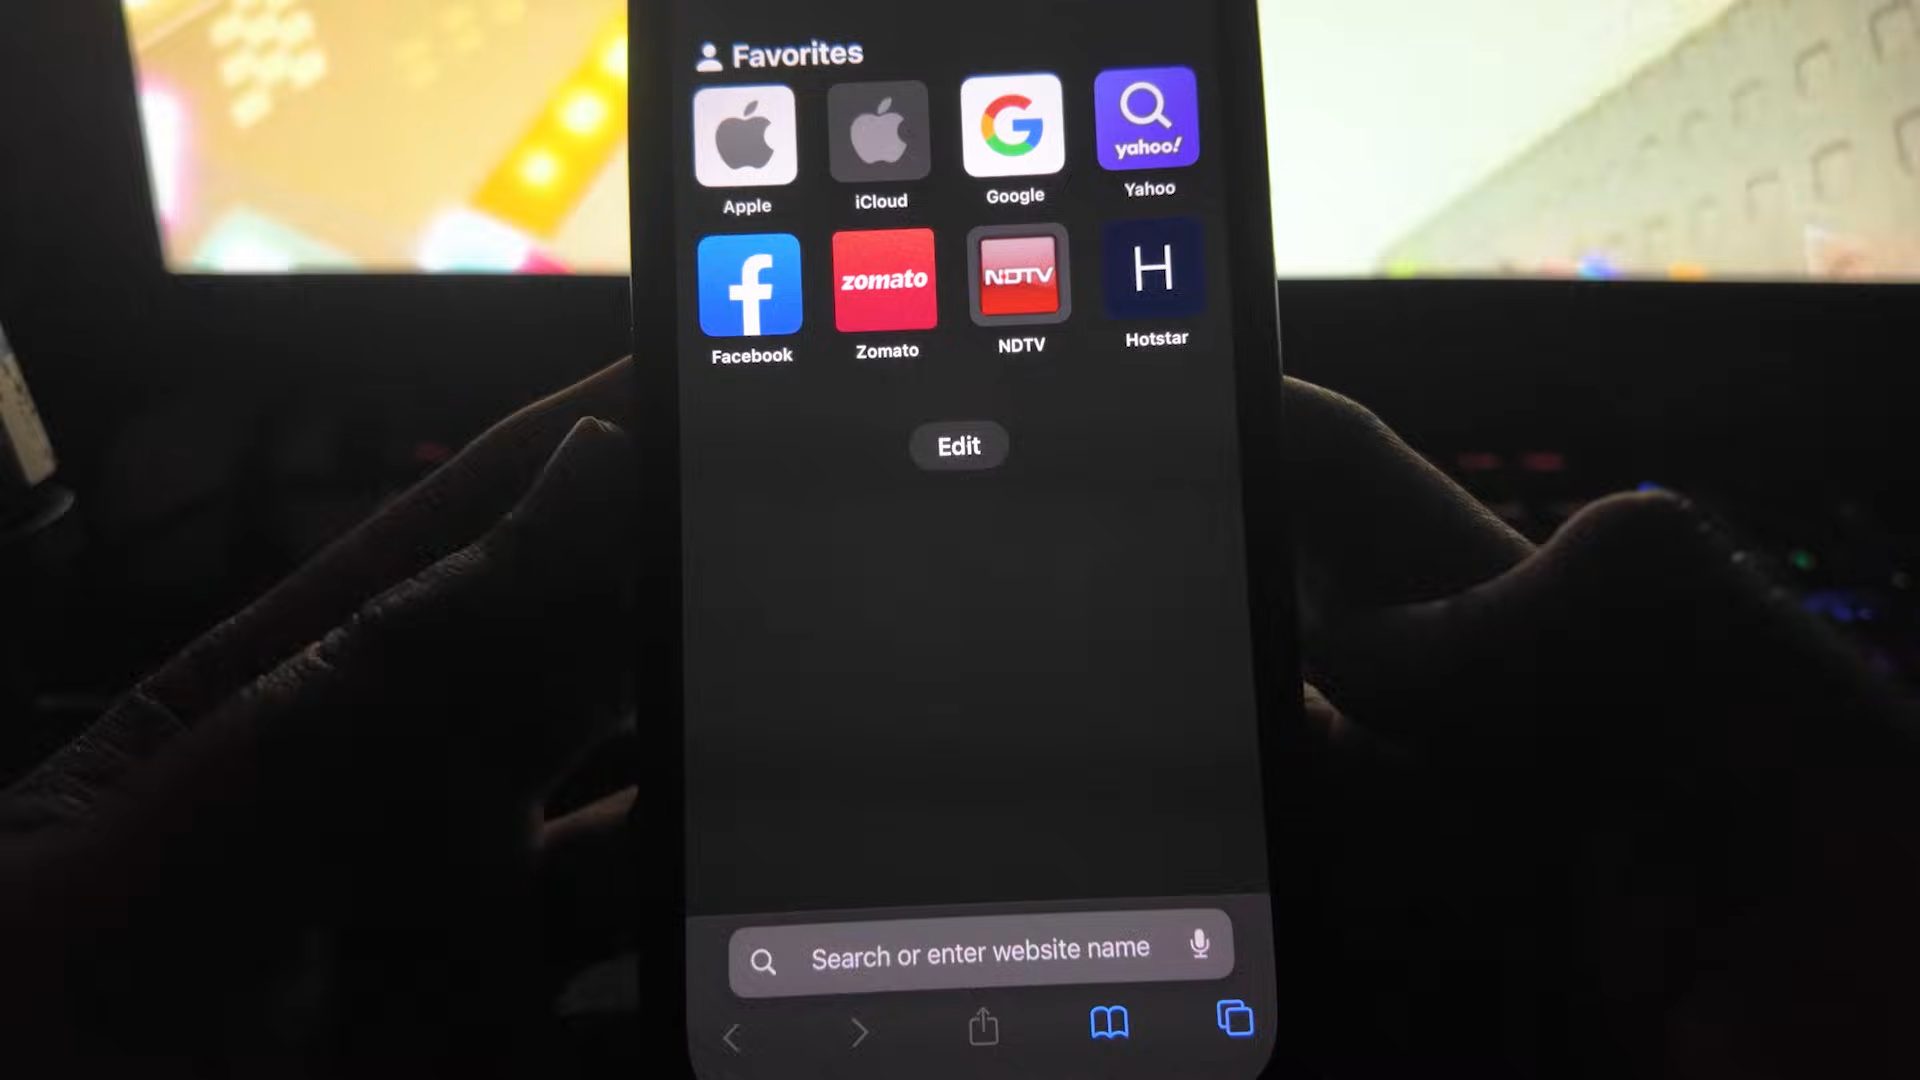 Favorites
yahoo!
Apple
iCloud
Google
Yahoo
zomato
NDTV
H
Facebook
Zomato
NDTV
Hotstar
Edit
Search or enter website name